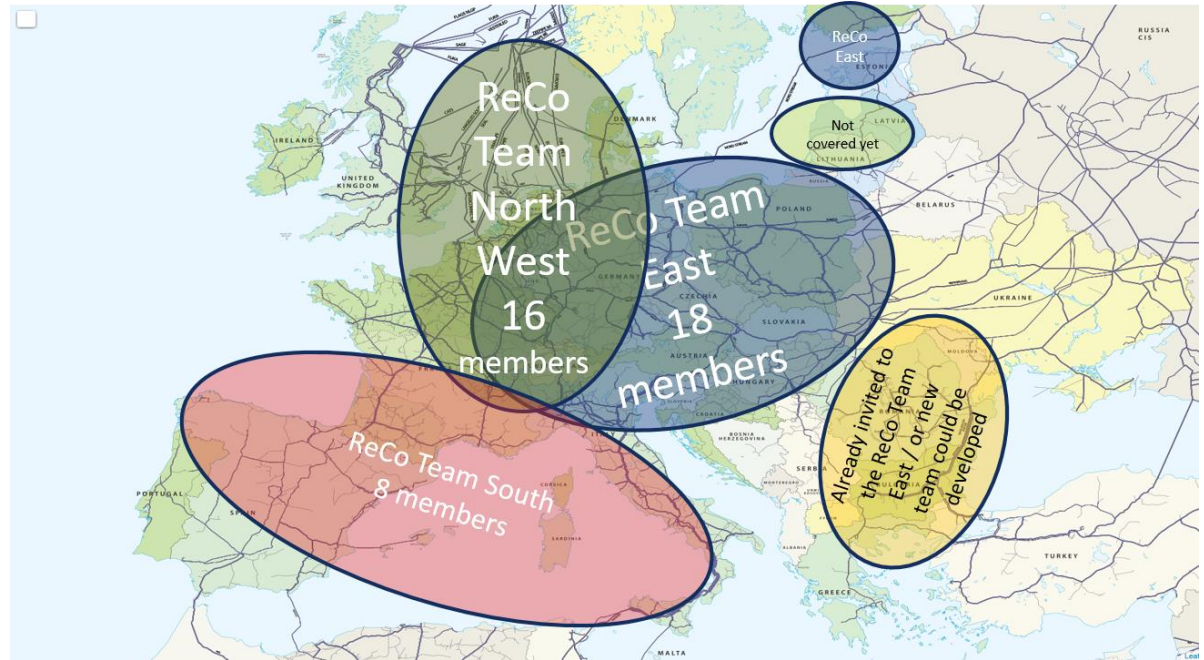 ReCo
Team
North
West
16
members
ReCo Team
East
18
members
ReCo Team South
8 members
ReCo
East
Not
covered yet
Already invited to
the ReCo Team
East / or new
team could be
developed
RUSSIA
CIS
ESTONIA
LATVIA
LITHUANIA
BELARUS
UKRAINE
MOLDOVA
POLAND
GERMANY
CZECHIA
SLOVAKIA
AUSTRIA
HUNGARY
CROATIA
BOSNIA
HERZEGOVINA
MONTENEGRO
ALBANIA
GREECE
TURKEY
MALTA
CORSICA
SARDINIA
PORTUGAL
IRELAND
UNITED
KINGDOM
DENMARK